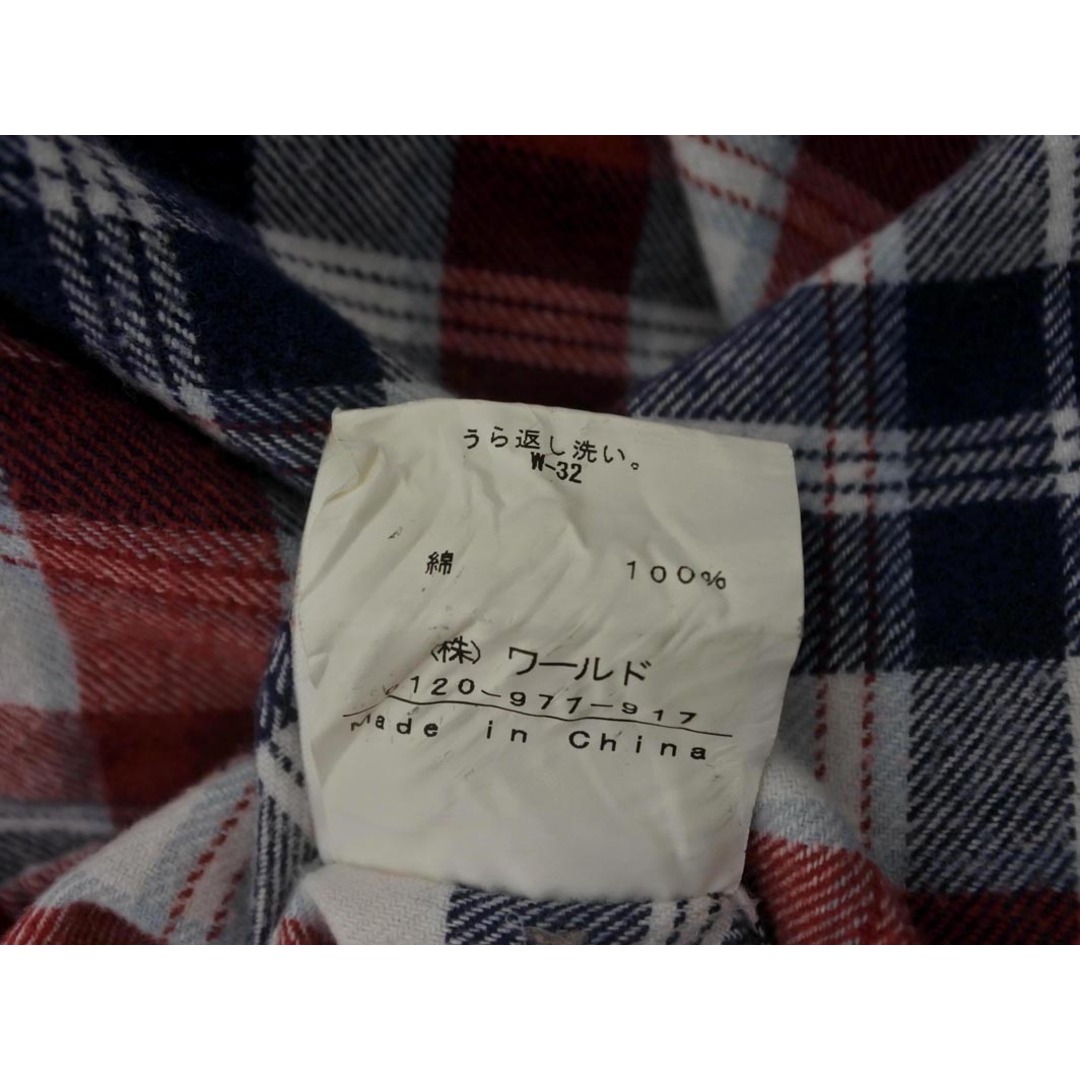 うら返し洗い。
W-32
綿 100%
(株) ワールド
120-977-917
Made in China